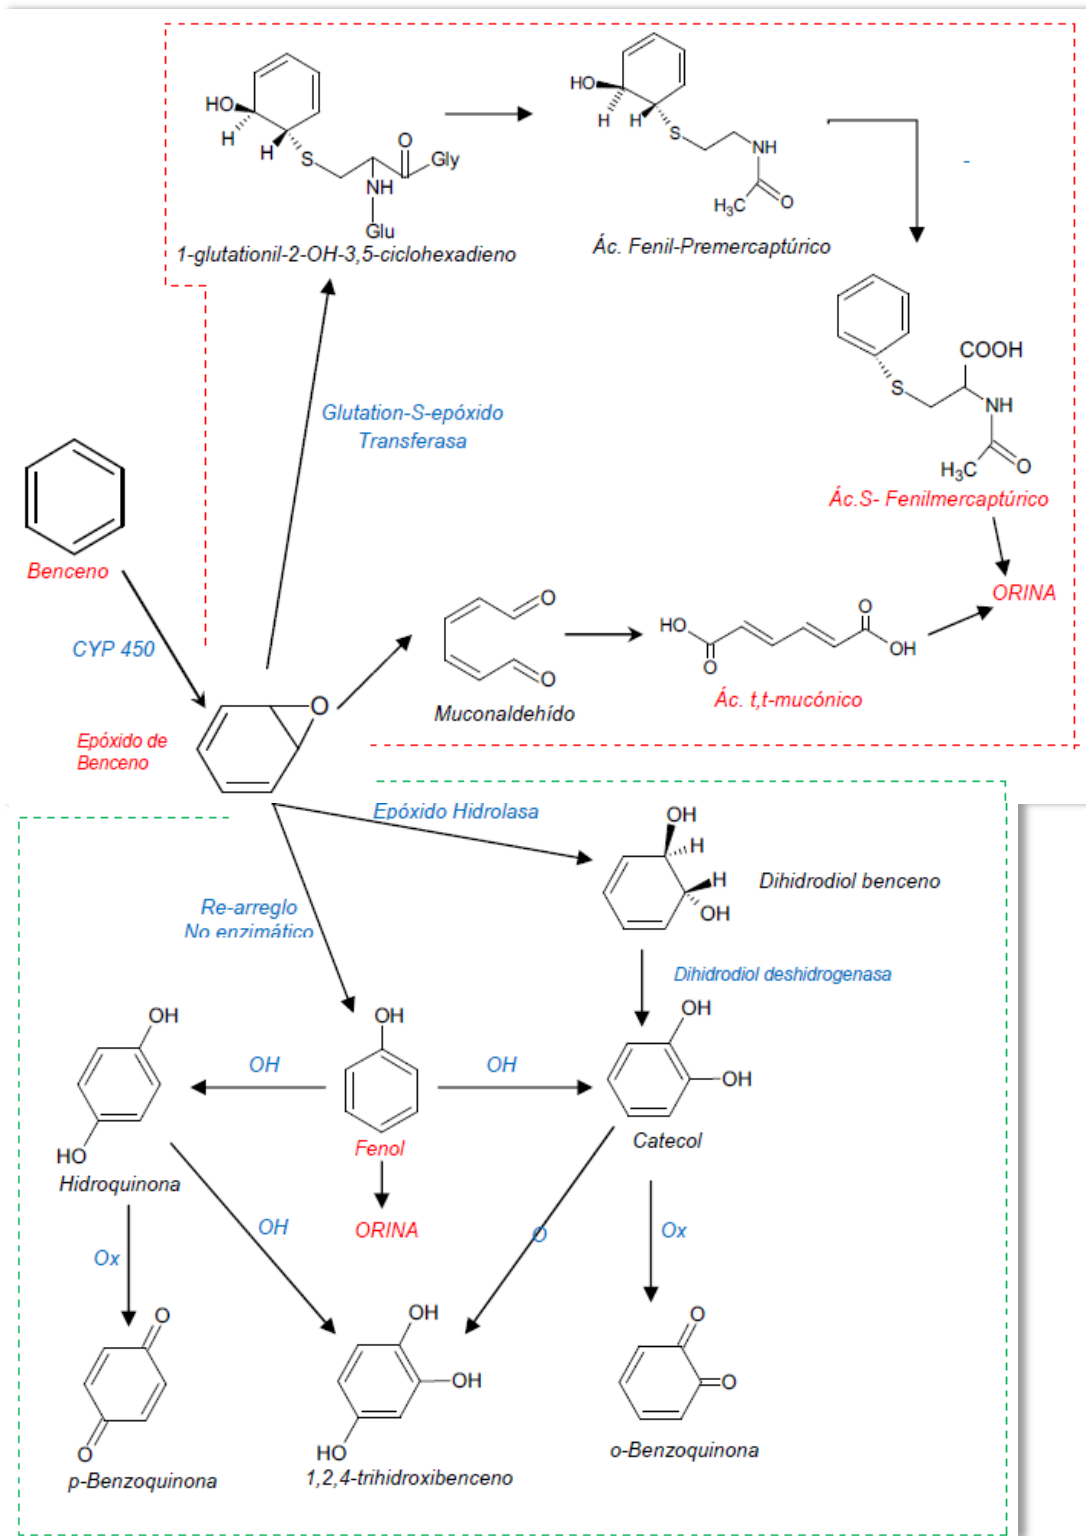 HO
H
H
S
O
Gly
NH
Glu
1-glutationil-2-OH-3,5-ciclohexadieno
HO
H
H
S
NH
H₃C
O
Ác. Fenil-Premercaptúrico
-
S
COOH
NH
H₃C
O
Ác.S- Fenilmercaptúrico
Glutation-S-epóxido
Transferasa
Benceno
CYP 450
O
O
Muconaldehído
HO
O
O
OH
Ác. t,t-mucónico
ORINA
O
Epóxido de
Benceno
Epóxido Hidrolasa
OH
H
H
OH
Dihidrodiol benceno
Re-arreglo
No enzimático
Dihidrodiol deshidrogenasa
OH
HO
Hidroquinona
OH
OH
Fenol
ORINA
OH
OH
OH
Catecol
Ox
OH
O
Ox
O
O
p-Benzoquinona
OH
OH
HO
1,2,4-trihidroxibenceno
O
O
o-Benzoquinona